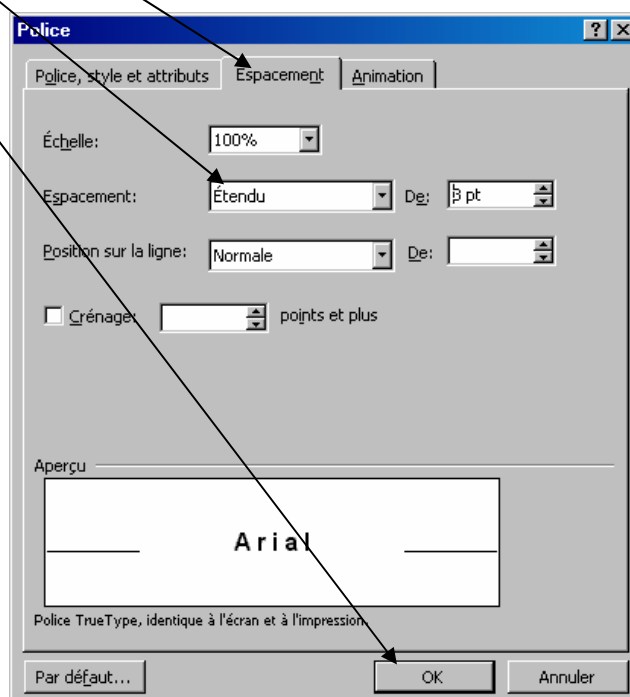 Police
Police, style et attributs Espacement Animation
Échelle: 100%
Espacement: Étendu De: 3 pt
Position sur la ligne: Normale De:
Crénage: points et plus
Aperçu
Arial
Police TrueType, identique à l'écran et à l'impression.
Par défaut... OK Annuler